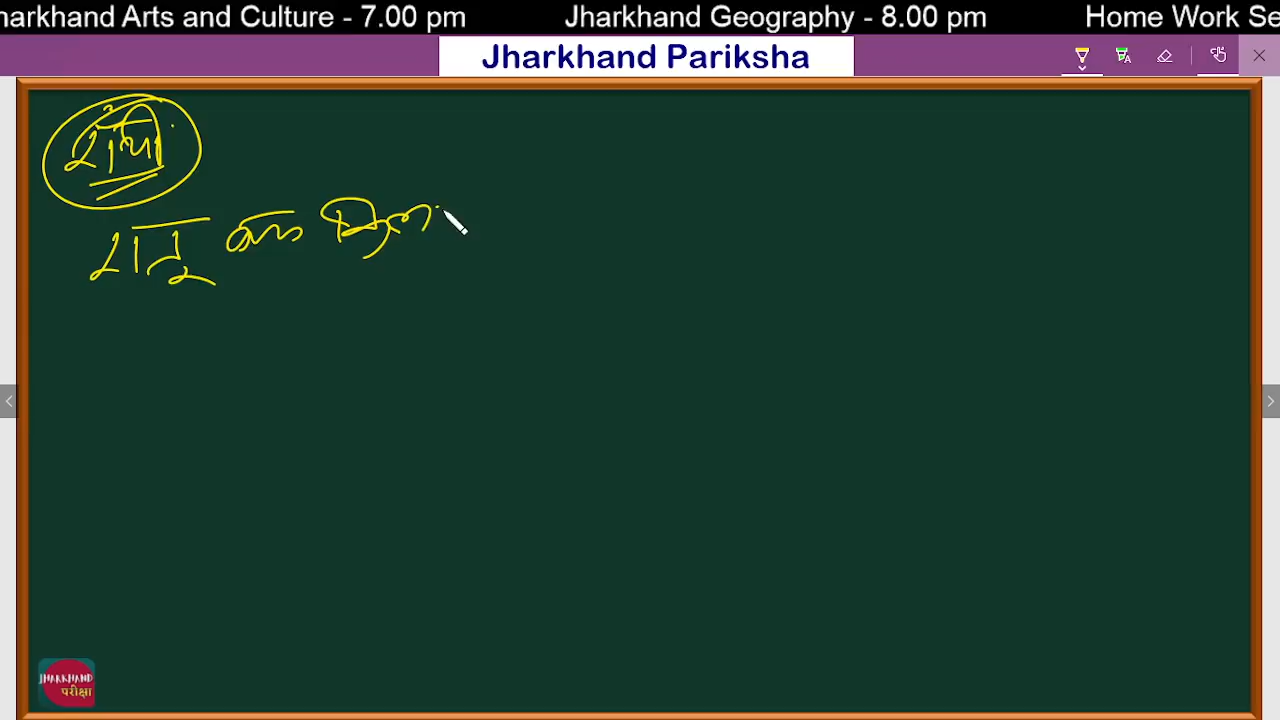 harkhand Arts and Culture - 7.00 pm Jharkhand Geography - 8.00 pm Home Work Se
Jharkhand Pariksha
राँची
रातू का किला
JHARKHAND
परीक्षा